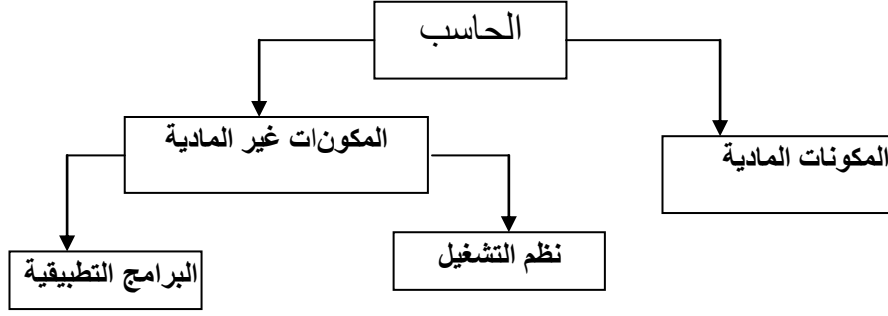 الحاسب
المكونات المادية
المكونات غير المادية
نظم التشغيل
البرامج التطبيقية